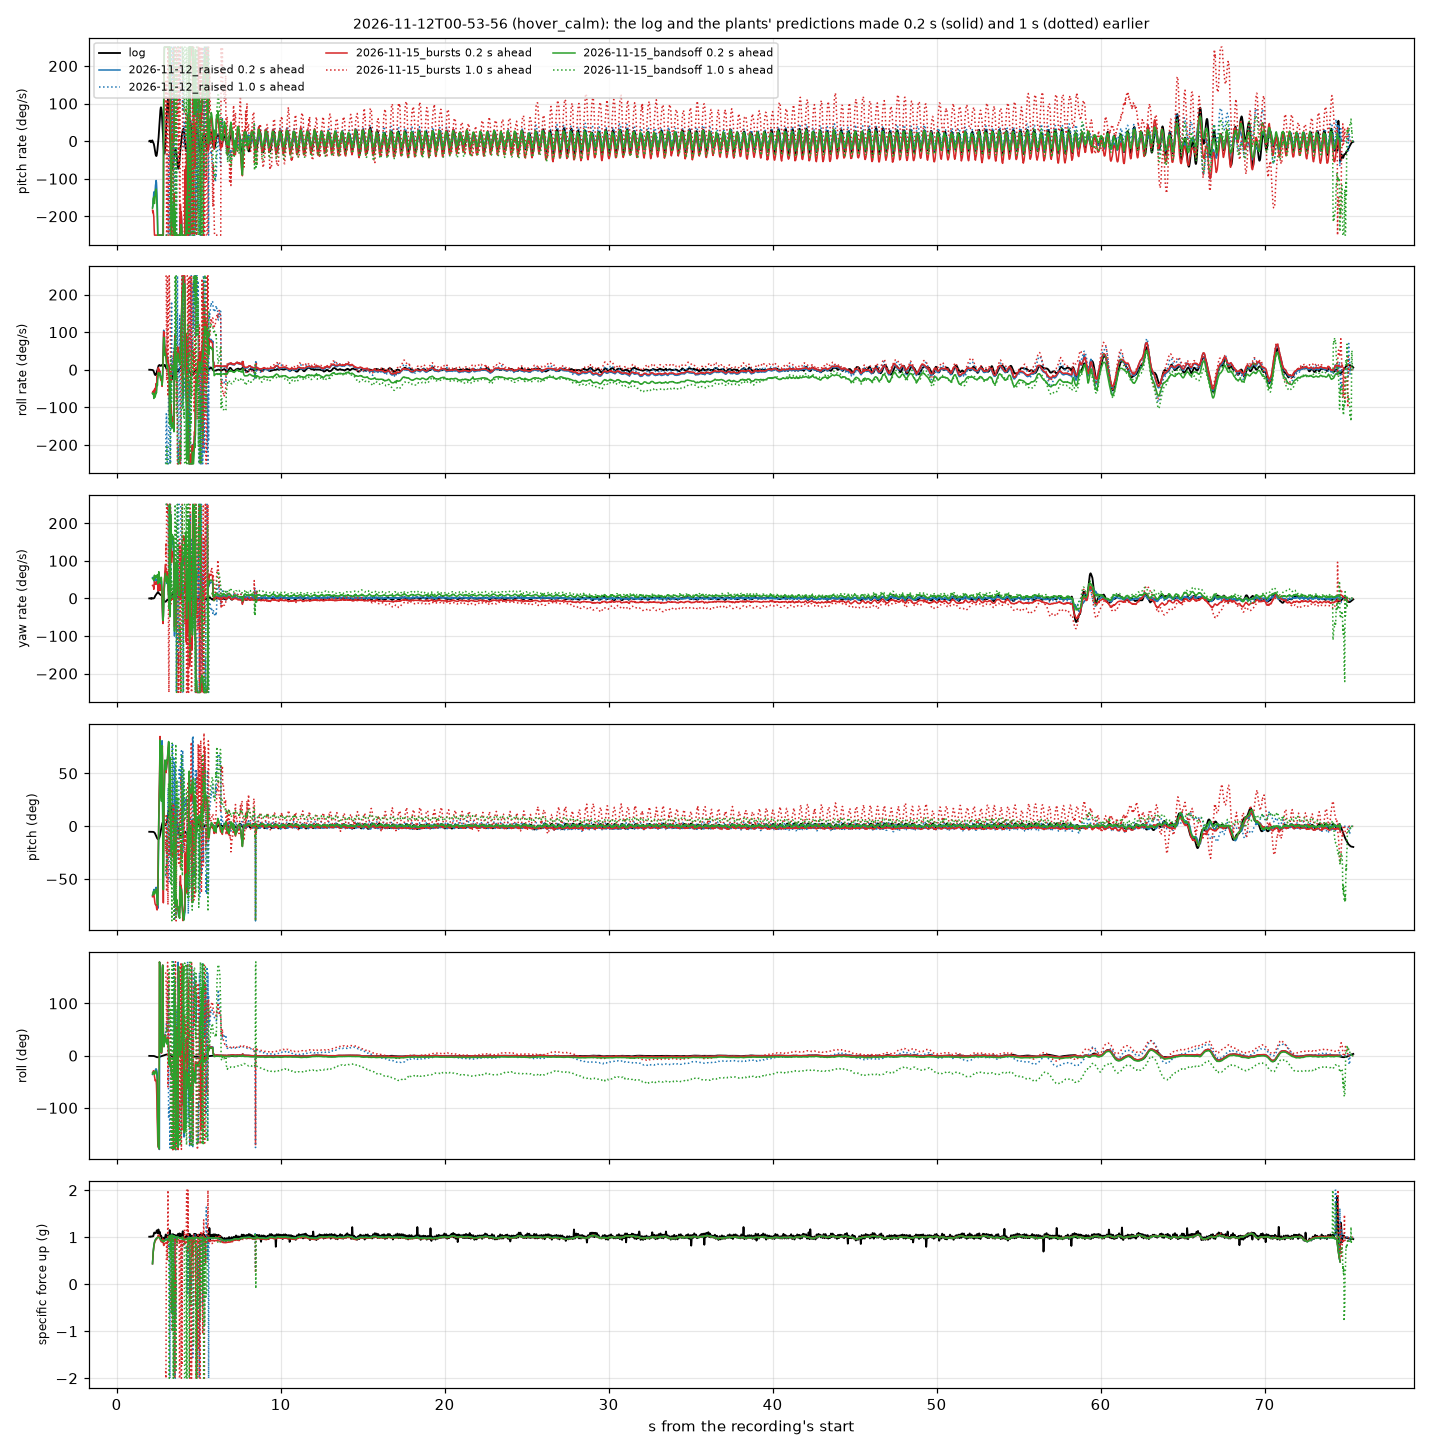 2026-11-12T00-53-56 (hover_calm): the log and the plants' predictions made 0.2 s (solid) and 1 s (dotted) earlier
log
2026-11-12_raised 0.2 s ahead
2026-11-12_raised 1.0 s ahead
2026-11-15_bursts 0.2 s ahead
2026-11-15_bursts 1.0 s ahead
2026-11-15_bandsoff 0.2 s ahead
2026-11-15_bandsoff 1.0 s ahead
pitch rate (deg/s)
200
100
0
−100
−200
roll rate (deg/s)
200
100
0
−100
−200
yaw rate (deg/s)
200
100
0
−100
−200
pitch (deg)
50
0
−50
roll (deg)
100
0
−100
specific force up (g)
2
1
0
−1
−2
0 10 20 30 40 50 60 70
s from the recording's start